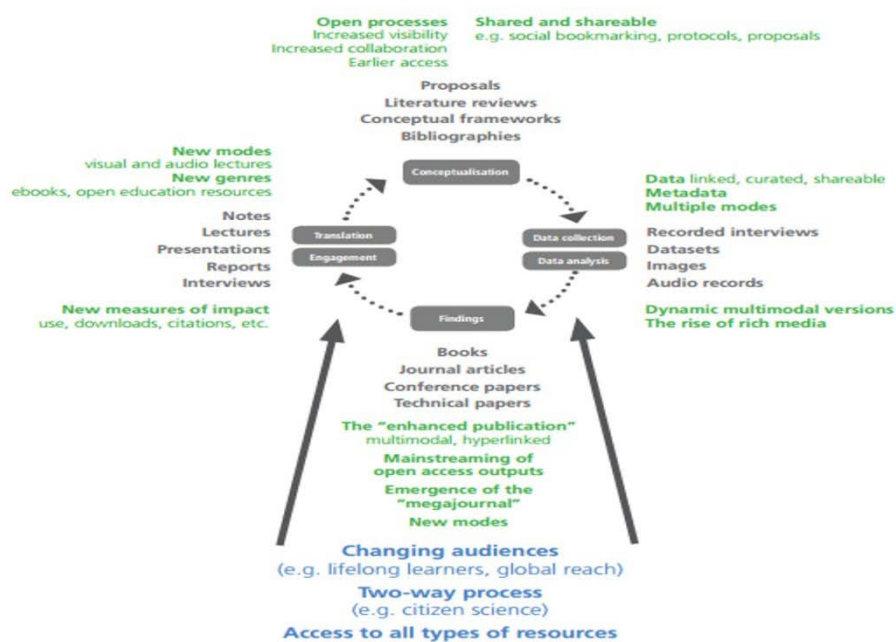 Open processes
Increased visibility
Increased collaboration
Earlier access
Shared and shareable
e.g. social bookmarking, protocols, proposals
Proposals
Literature reviews
Conceptual frameworks
Bibliographies
Conceptualisation
New modes
visual and audio lectures
New genres
ebooks, open education resources
Notes
Lectures
Presentations
Reports
Interviews
New measures of impact
use, downloads, citations, etc.
Translation
Engagement
Data collection
Data analysis
Data linked, curated, shareable
Metadata
Multiple modes
Recorded interviews
Datasets
Images
Audio records
Dynamic multimodal versions
The rise of rich media
Findings
Books
Journal articles
Conference papers
Technical papers
The “enhanced publication”
multimodal, hyperlinked
Mainstreaming of
open access outputs
Emergence of the
“megajournal”
New modes
Changing audiences
(e.g. lifelong learners, global reach)
Two-way process
(e.g. citizen science)
Access to all types of resources